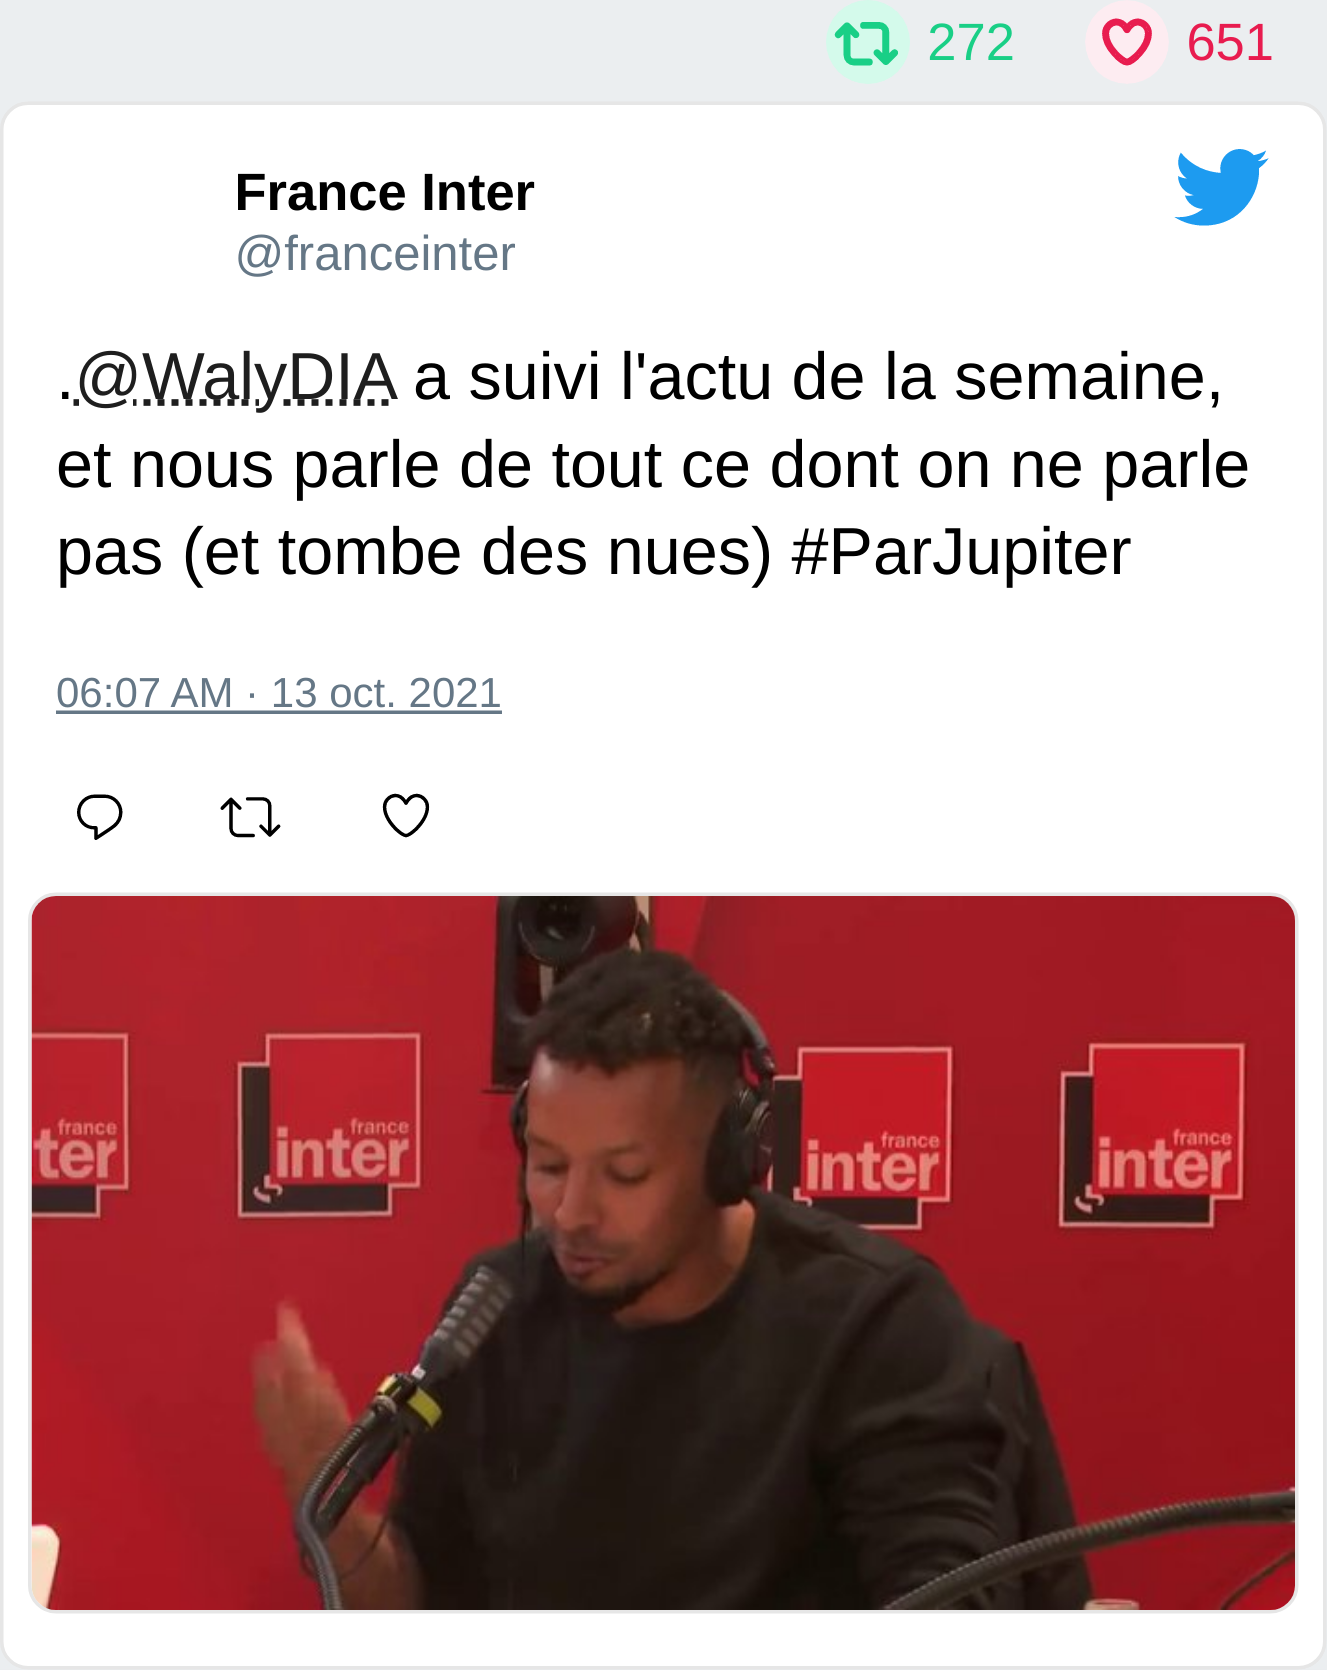 272 651
France Inter
@franceinter
.@WalyDIA a suivi l'actu de la semaine,
et nous parle de tout ce dont on ne parle
pas (et tombe des nues) #ParJupiter
06:07 AM · 13 oct. 2021
france
ter
france
inter
france
inter
france
inter